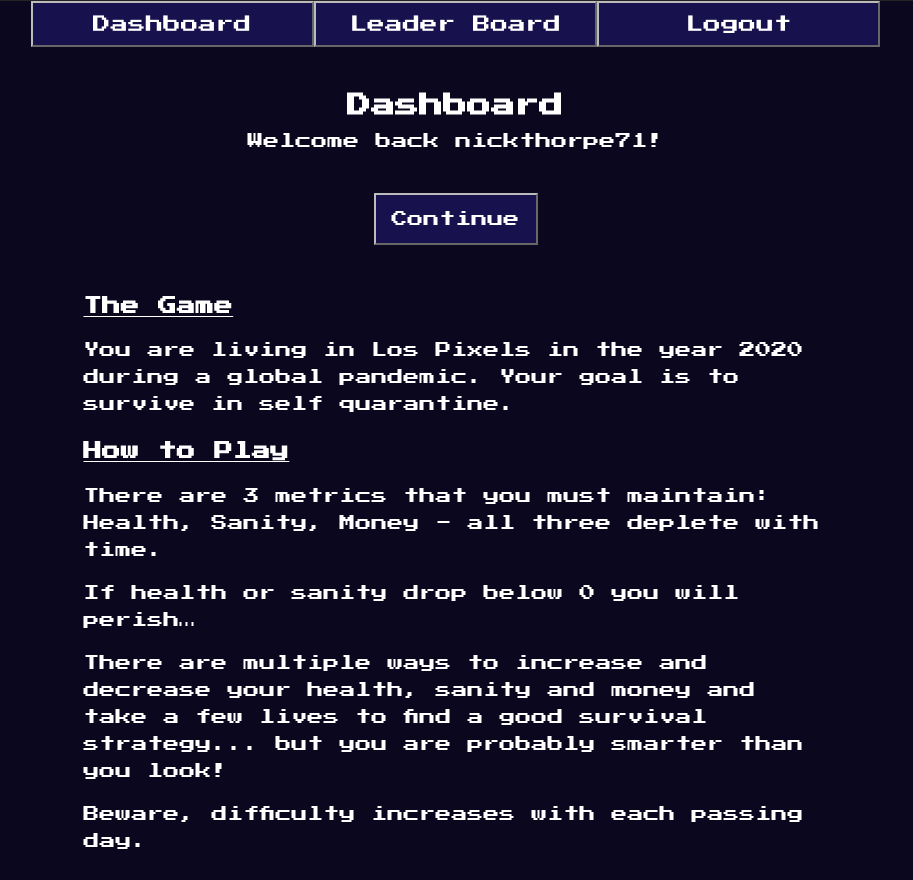 Dashboard Leader Board Logout
Dashboard
Welcome back nickthorpe71!
Continue
The Game
You are living in Los Pixels in the year 2020
during a global pandemic. Your goal is to
survive in self quarantine.
How to Play
There are 3 metrics that you must maintain:
Health, Sanity, Money - all three deplete with
time.
If health or sanity drop below 0 you will
perish…
There are multiple ways to increase and
decrease your health, sanity and money and
take a few lives to find a good survival
strategy... but you are probably smarter than
you look!
Beware, difficulty increases with each passing
day.